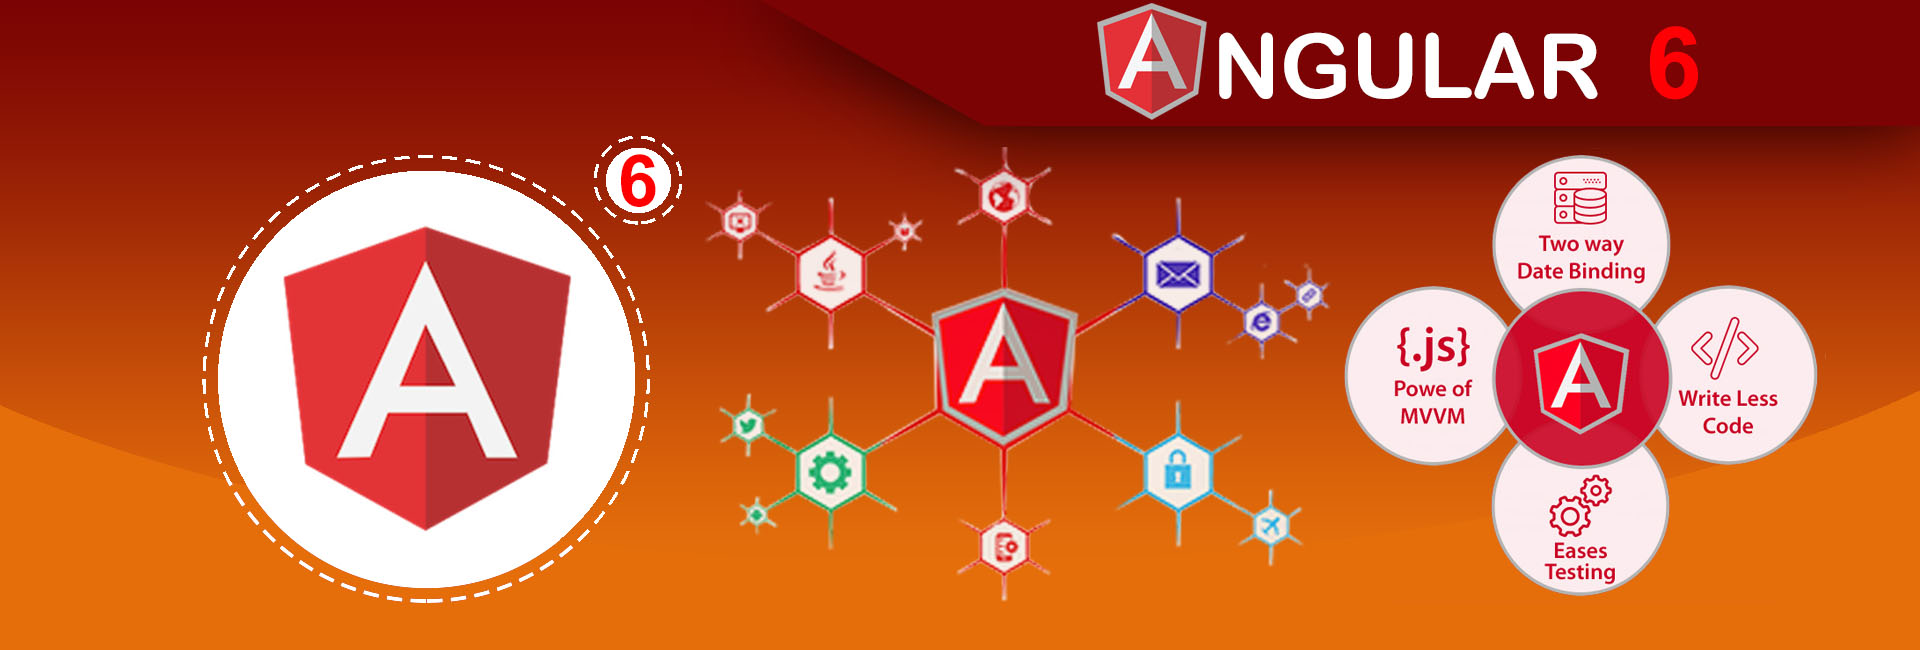 ANGULAR 6
6
Two way
Date Binding
{.js}
Powe of
MVVM
</>
Write Less
Code
Eases
Testing